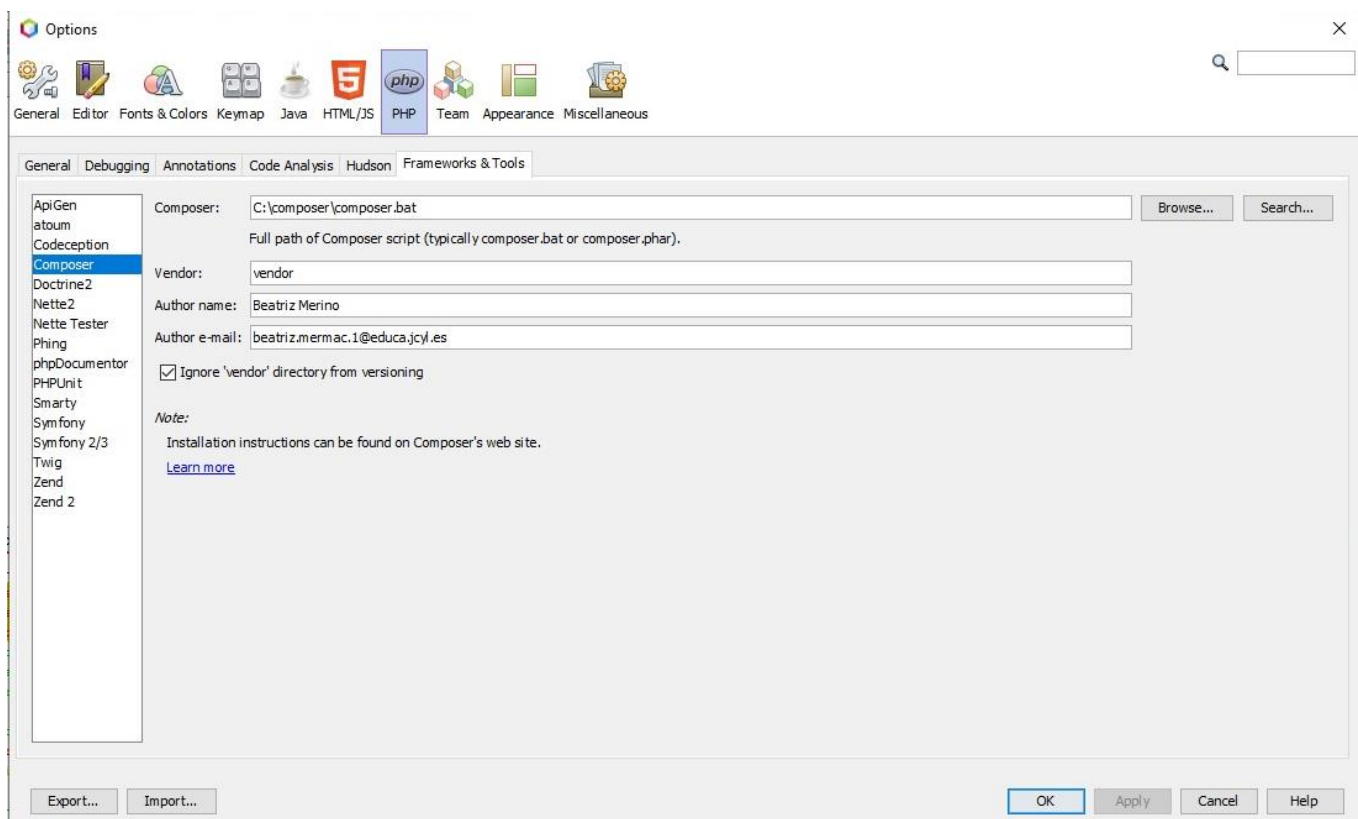 Options
General Editor Fonts & Colors Keymap Java HTML/JS PHP Team Appearance Miscellaneous
General Debugging Annotations Code Analysis Hudson Frameworks & Tools
ApiGen
atoum
Codeception
Composer
Doctrine2
Nette2
Nette Tester
Phing
phpDocumentor
PHPUnit
Smarty
Symfony
Symfony 2/3
Twig
Zend
Zend 2
Composer: C:\composer\composer.bat Browse... Search...
Full path of Composer script (typically composer.bat or composer.phar).
Vendor: vendor
Author name: Beatriz Merino
Author e-mail: beatriz.mermac.1@educa.jcyl.es
Ignore 'vendor' directory from versioning
Note:
Installation instructions can be found on Composer's web site.
Learn more
Export... Import... OK Apply Cancel Help